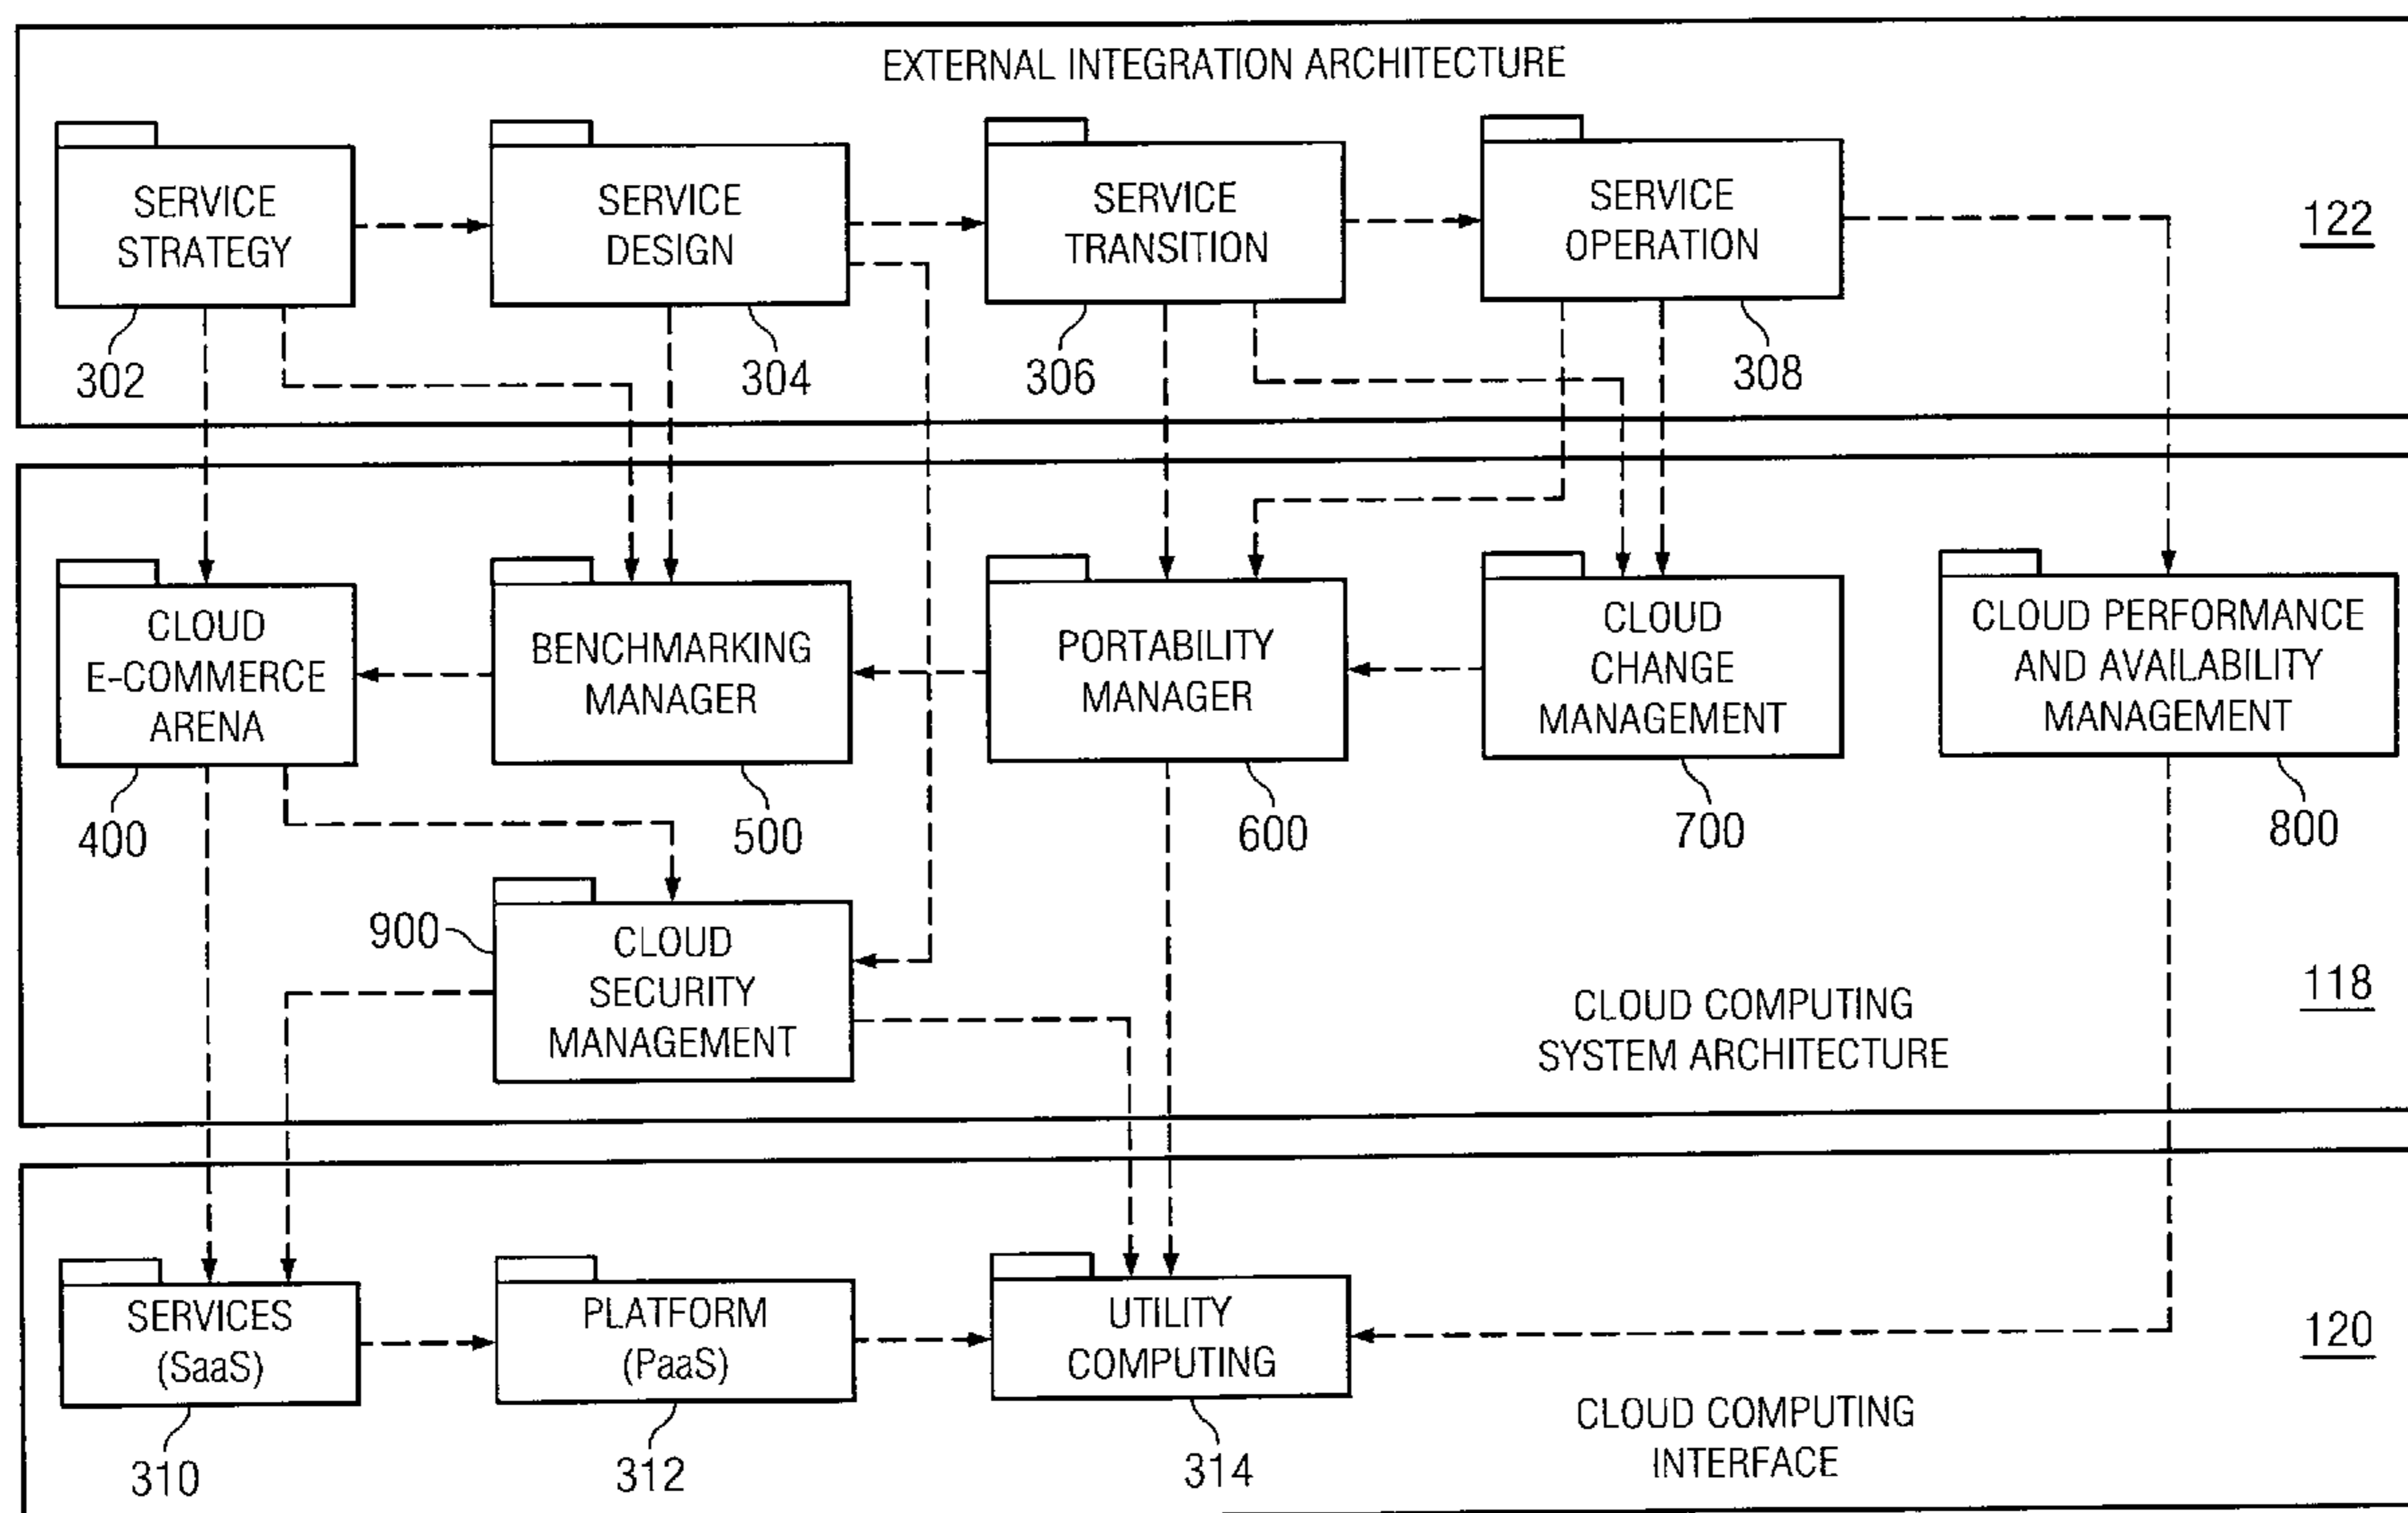 EXTERNAL INTEGRATION ARCHITECTURE
SERVICE
STRATEGY
SERVICE
DESIGN
SERVICE
TRANSITION
SERVICE
OPERATION
122
302
304
306
308
CLOUD
E-COMMERCE
ARENA
BENCHMARKING
MANAGER
PORTABILITY
MANAGER
CLOUD
CHANGE
MANAGEMENT
CLOUD PERFORMANCE
AND AVAILABILITY
MANAGEMENT
400
500
600
700
800
900
CLOUD
SECURITY
MANAGEMENT
118
CLOUD COMPUTING
SYSTEM ARCHITECTURE
SERVICES
(SaaS)
PLATFORM
(PaaS)
UTILITY
COMPUTING
120
310
312
314
CLOUD COMPUTING
INTERFACE